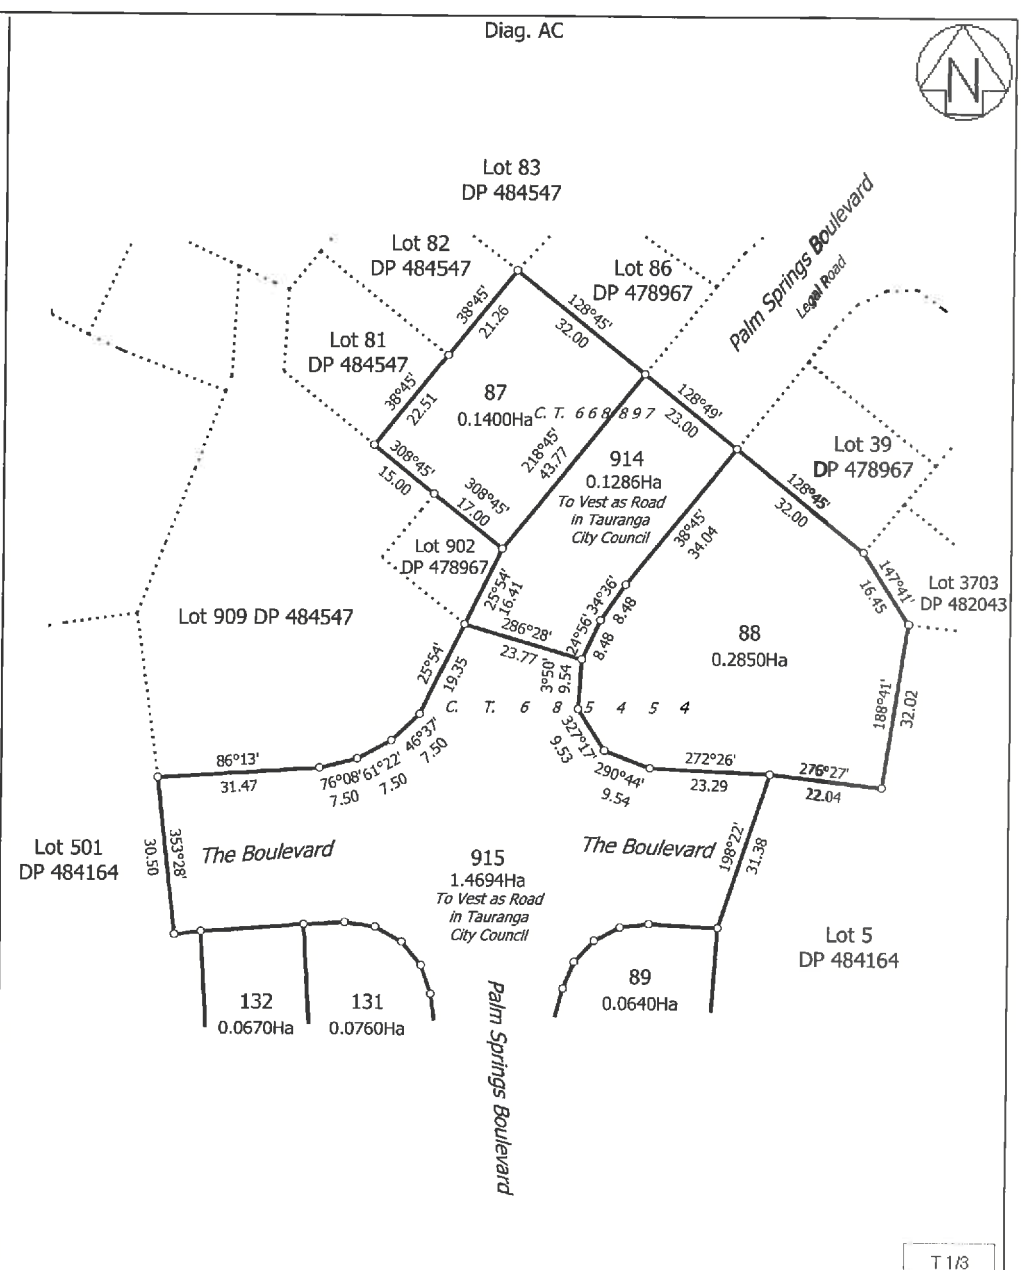 Diag. AC
N
Lot 83
DP 484547
Lot 82
DP 484547
Lot 86
DP 478967
Palm Springs Boulevard
Legal Road
38°45'
21.26
128°45'
32.00
Lot 81
DP 484547
38°45'
22.51
87
0.1400Ha
C. T. 668897
128°49'
23.00
218°45'
43.77
308°45'
15.00
308°45'
17.00
914
0.1286Ha
To Vest as Road
in Tauranga
City Council
Lot 39
DP 478967
128°45'
32.00
38°45'
34.04
Lot 902
DP 478967
25°54'
16.41
34°36'
8.48
24°56'
8.48
147°41'
16.45
Lot 3703
DP 482043
Lot 909 DP 484547
286°28'
23.77
88
0.2850Ha
25°54'
19.35
3°50'
9.54
C. T. 685454
188°41'
32.02
46°37'
7.50
61°22'
7.50
76°08'
7.50
86°13'
31.47
327°17'
9.53
290°44'
9.54
272°26'
23.29
276°27'
22.04
Lot 501
DP 484164
353°28'
30.50
The Boulevard
915
1.4694Ha
To Vest as Road
in Tauranga
City Council
The Boulevard
198°22'
31.38
Lot 5
DP 484164
132
0.0670Ha
131
0.0760Ha
89
0.0640Ha
Palm Springs Boulevard
T 1/3